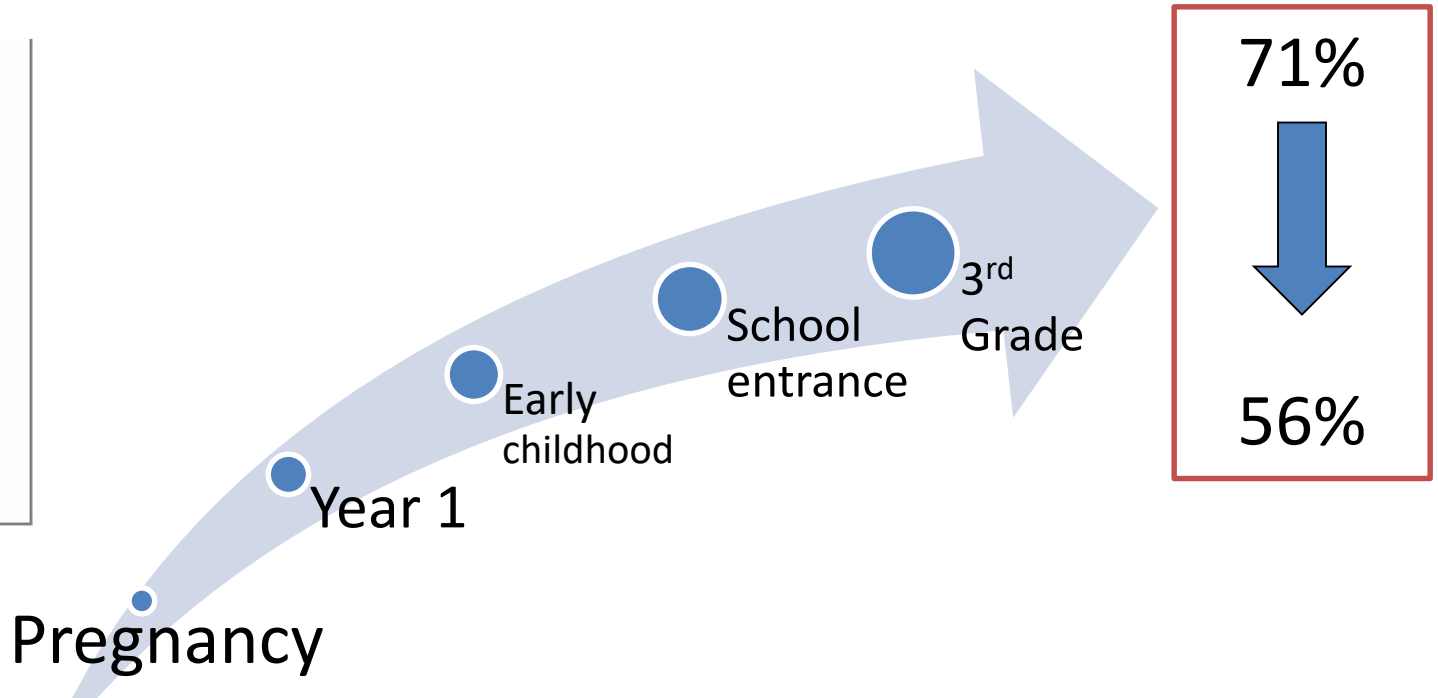 71%
3rd
Grade
School
entrance
Early
childhood
56%
Year 1
Pregnancy